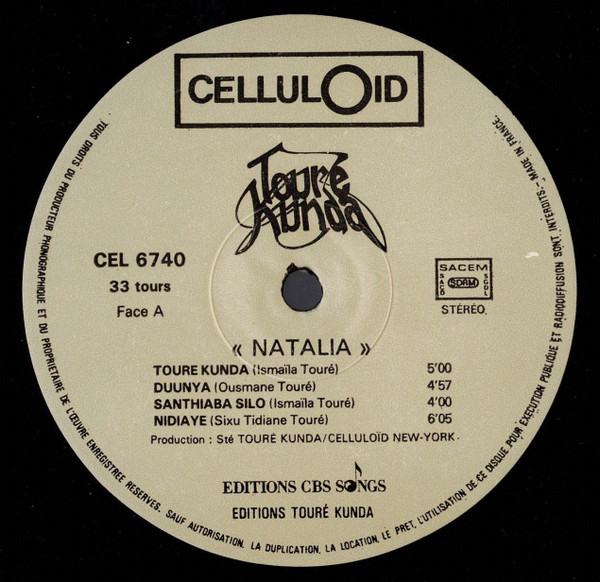 CELLULOID
Touré
Kunda
CEL 6740
33 tours
Face A
SACEM
SACD SDRM SGDL
STÉRÉO
« NATALIA »
TOURE KUNDA (Ismaïla Touré) 5'00
DUUNYA (Ousmane Touré) 4'57
SANTHIABA SILO (Ismaïla Touré) 4'00
NIDIAYE (Sixu Tidiane Touré) 6'05
Production : Sté TOURÉ KUNDA/CELLULOÏD NEW-YORK.
EDITIONS CBS SONGS
EDITIONS TOURÉ KUNDA
TOUS DROITS DU PRODUCTEUR PHONOGRAPHIQUE ET DU PROPRIETAIRE DE L'ŒUVRE ENREGISTREE RESERVES. SAUF AUTORISATION, LA DUPLICATION, LA LOCATION, LE PRET, L'UTILISATION DE CE DISQUE POUR EXECUTION PUBLIQUE ET RADIODIFFUSION SONT INTERDITS.- MADE IN FRANCE.